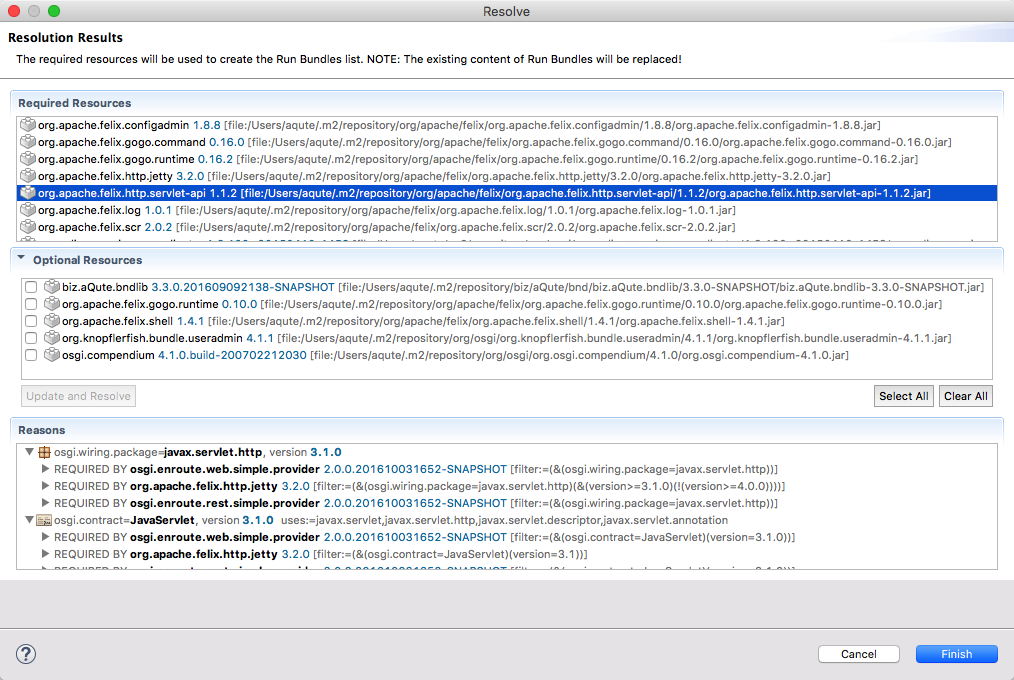 Resolve
Resolution Results
The required resources will be used to create the Run Bundles list. NOTE: The existing content of Run Bundles will be replaced!
Required Resources
org.apache.felix.configadmin 1.8.8 [file:/Users/aqute/.m2/repository/org/apache/felix/org.apache.felix.configadmin/1.8.8/org.apache.felix.configadmin-1.8.8.jar]
org.apache.felix.gogo.command 0.16.0 [file:/Users/aqute/.m2/repository/org/apache/felix/org.apache.felix.gogo.command/0.16.0/org.apache.felix.gogo.command-0.16.0.jar]
org.apache.felix.gogo.runtime 0.16.2 [file:/Users/aqute/.m2/repository/org/apache/felix/org.apache.felix.gogo.runtime/0.16.2/org.apache.felix.gogo.runtime-0.16.2.jar]
org.apache.felix.http.jetty 3.2.0 [file:/Users/aqute/.m2/repository/org/apache/felix/org.apache.felix.http.jetty/3.2.0/org.apache.felix.http.jetty-3.2.0.jar]
org.apache.felix.http.servlet-api 1.1.2 [file:/Users/aqute/.m2/repository/org/apache/felix/org.apache.felix.http.servlet-api/1.1.2/org.apache.felix.http.servlet-api-1.1.2.jar]
org.apache.felix.log 1.0.1 [file:/Users/aqute/.m2/repository/org/apache/felix/org.apache.felix.log/1.0.1/org.apache.felix.log-1.0.1.jar]
org.apache.felix.scr 2.0.2 [file:/Users/aqute/.m2/repository/org/apache/felix/org.apache.felix.scr/2.0.2/org.apache.felix.scr-2.0.2.jar]
Optional Resources
biz.aQute.bndlib 3.3.0.201609092138-SNAPSHOT [file:/Users/aqute/.m2/repository/biz/aQute/bnd/biz.aQute.bndlib/3.3.0-SNAPSHOT/biz.aQute.bndlib-3.3.0-SNAPSHOT.jar]
org.apache.felix.gogo.runtime 0.10.0 [file:/Users/aqute/.m2/repository/org/apache/felix/org.apache.felix.gogo.runtime/0.10.0/org.apache.felix.gogo.runtime-0.10.0.jar]
org.apache.felix.shell 1.4.1 [file:/Users/aqute/.m2/repository/org/apache/felix/org.apache.felix.shell/1.4.1/org.apache.felix.shell-1.4.1.jar]
org.knopflerfish.bundle.useradmin 4.1.1 [file:/Users/aqute/.m2/repository/org/knopflerfish/bundle/useradmin/4.1.1/org.knopflerfish.bundle.useradmin-4.1.1.jar]
osgi.compendium 4.1.0.build-200702212030 [file:/Users/aqute/.m2/repository/org/osgi/org.osgi.compendium/4.1.0/org.osgi.compendium-4.1.0.jar]
Update and Resolve
Select All
Clear All
Reasons
osgi.wiring.package=javax.servlet.http, version 3.1.0
REQUIRED BY osgi.enroute.web.simple.provider 2.0.0.201610031652-SNAPSHOT [filter:=(&(osgi.wiring.package=javax.servlet.http))]
REQUIRED BY org.apache.felix.http.jetty 3.2.0 [filter:=(&(osgi.wiring.package=javax.servlet.http)(&(version>=3.1.0)(!(version>=4.0.0))))]
REQUIRED BY osgi.enroute.rest.simple.provider 2.0.0.201610031652-SNAPSHOT [filter:=(&(osgi.wiring.package=javax.servlet.http))]
osgi.contract=JavaServlet, version 3.1.0 uses:=javax.servlet,javax.servlet.http,javax.servlet.descriptor,javax.servlet.annotation
REQUIRED BY osgi.enroute.web.simple.provider 2.0.0.201610031652-SNAPSHOT [filter:=(&(osgi.contract=JavaServlet)(version=3.1.0))]
REQUIRED BY org.apache.felix.http.jetty 3.2.0 [filter:=(&(osgi.contract=JavaServlet)(version=3.1))]
Cancel
Finish